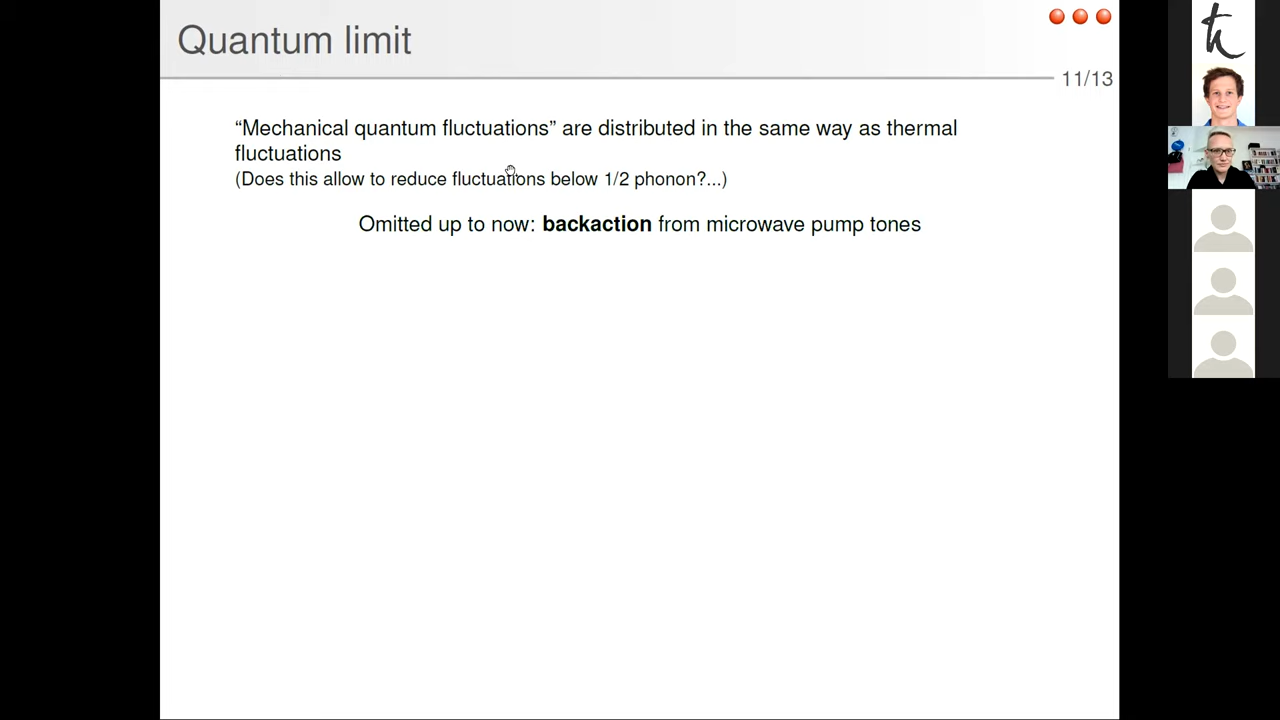 Quantum limit
11/13
“Mechanical quantum fluctuations” are distributed in the same way as thermal
fluctuations
(Does this allow to reduce fluctuations below 1/2 phonon?...)
Omitted up to now: backaction from microwave pump tones